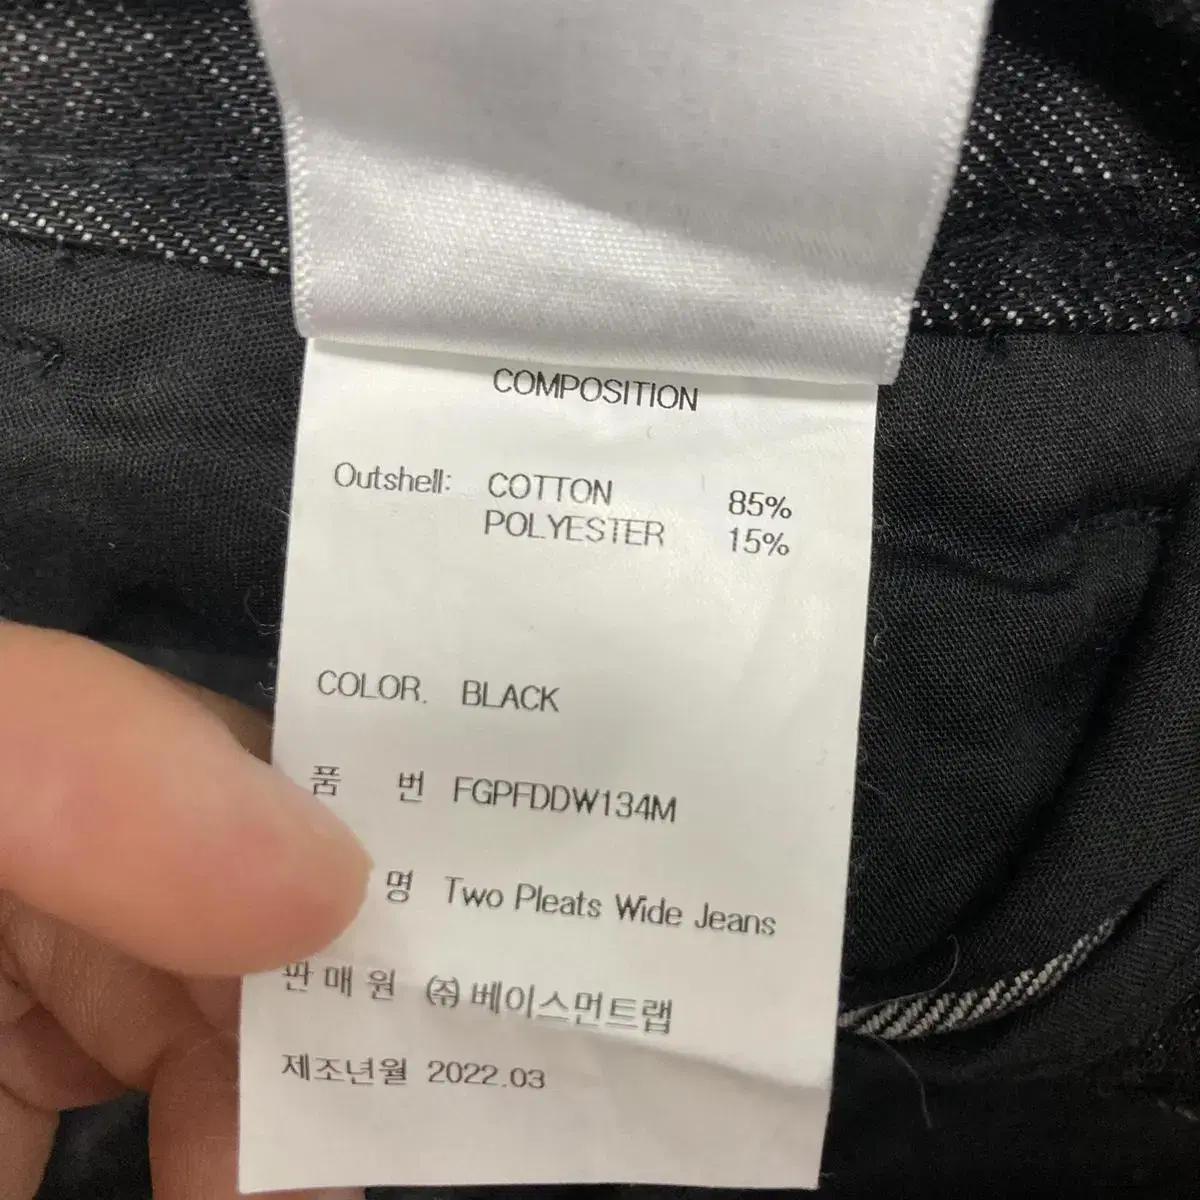 COMPOSITION
Outshell: COTTON 85%
POLYESTER 15%
COLOR. BLACK
품 번 FGPFDDW134M
명 Two Pleats Wide Jeans
판매원 ㈜베이스먼트랩
제조년월 2022.03